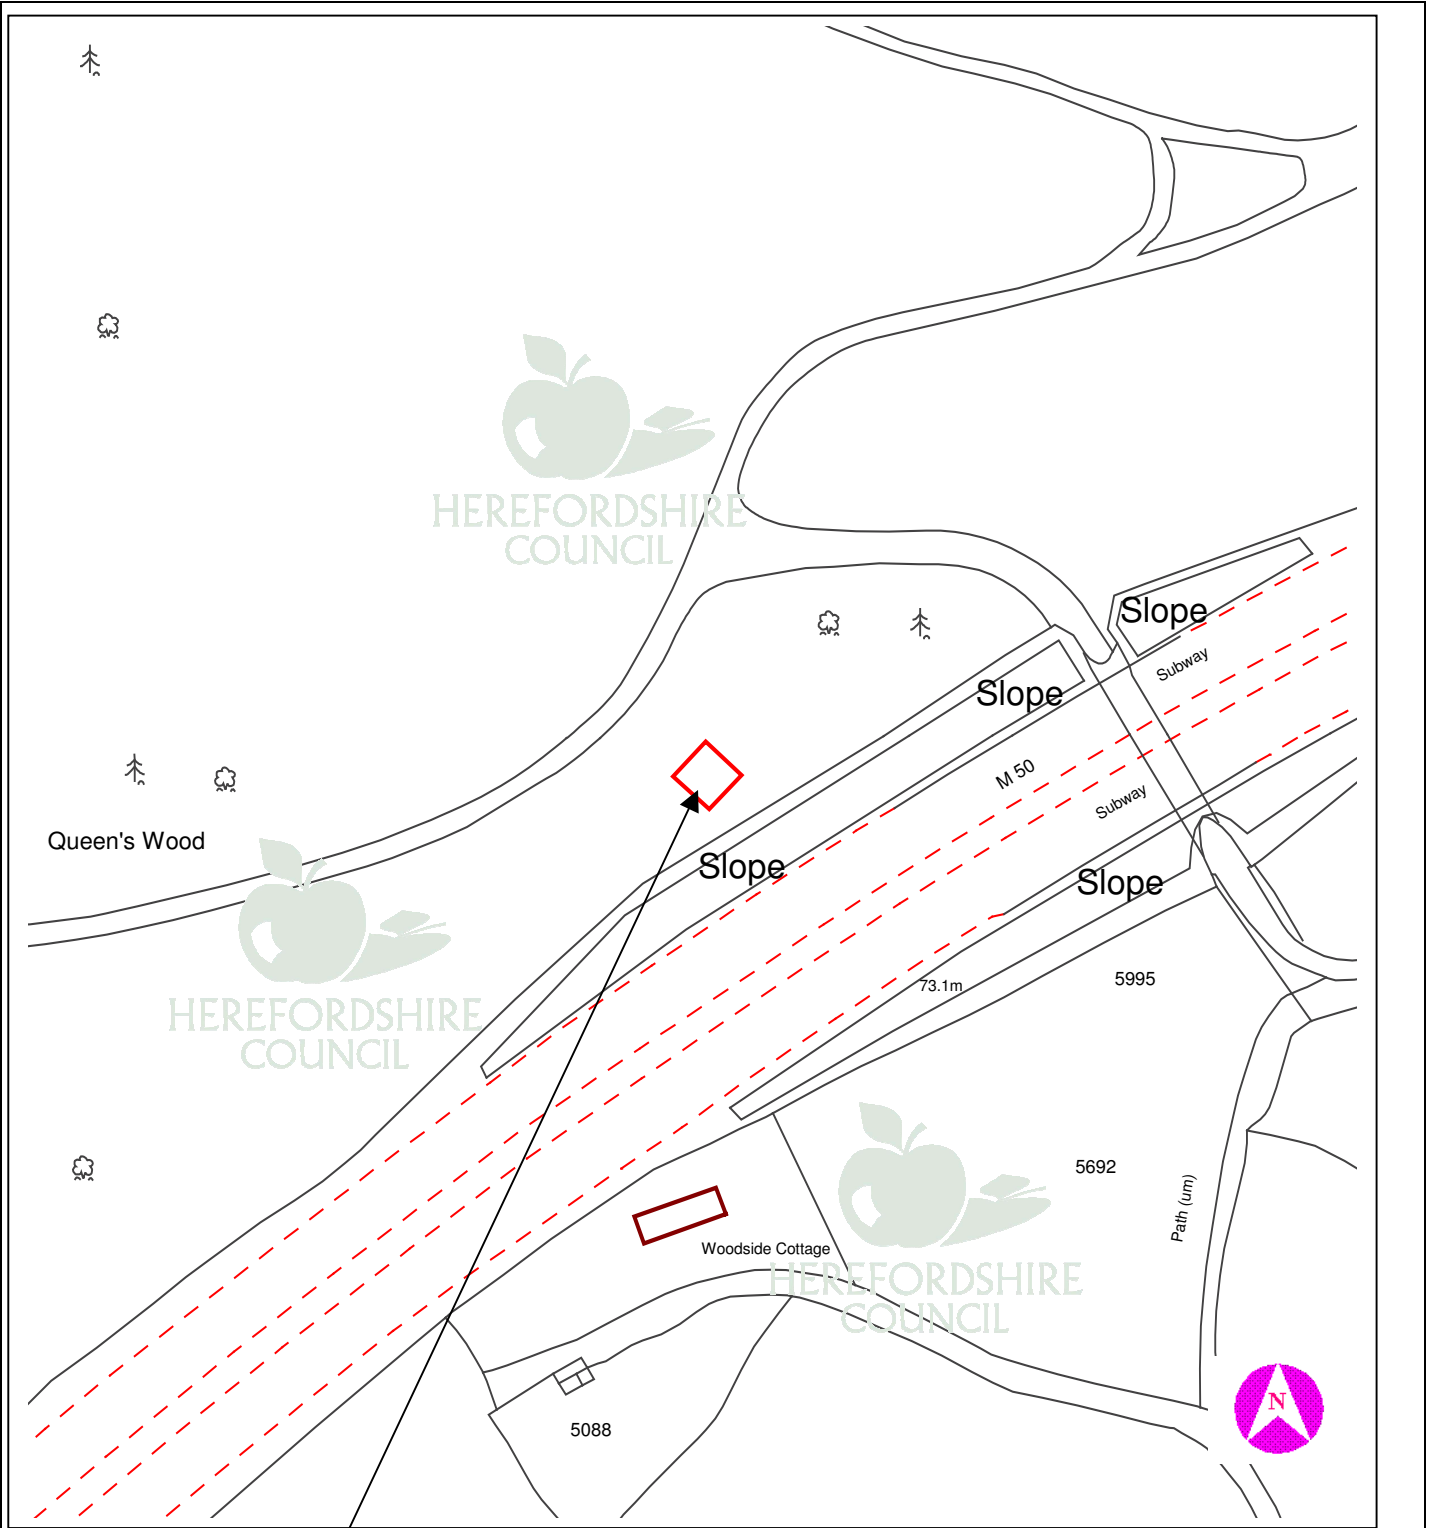 HEREFORDSHIRE
COUNCIL
Slope
Subway
Slope
M 50
Subway
Queen's Wood
Slope
Slope
5995
73.1m
HEREFORDSHIRE
COUNCIL
5692
Path (um)
Woodside Cottage
HEREFORDSHIRE
COUNCIL
N
5088